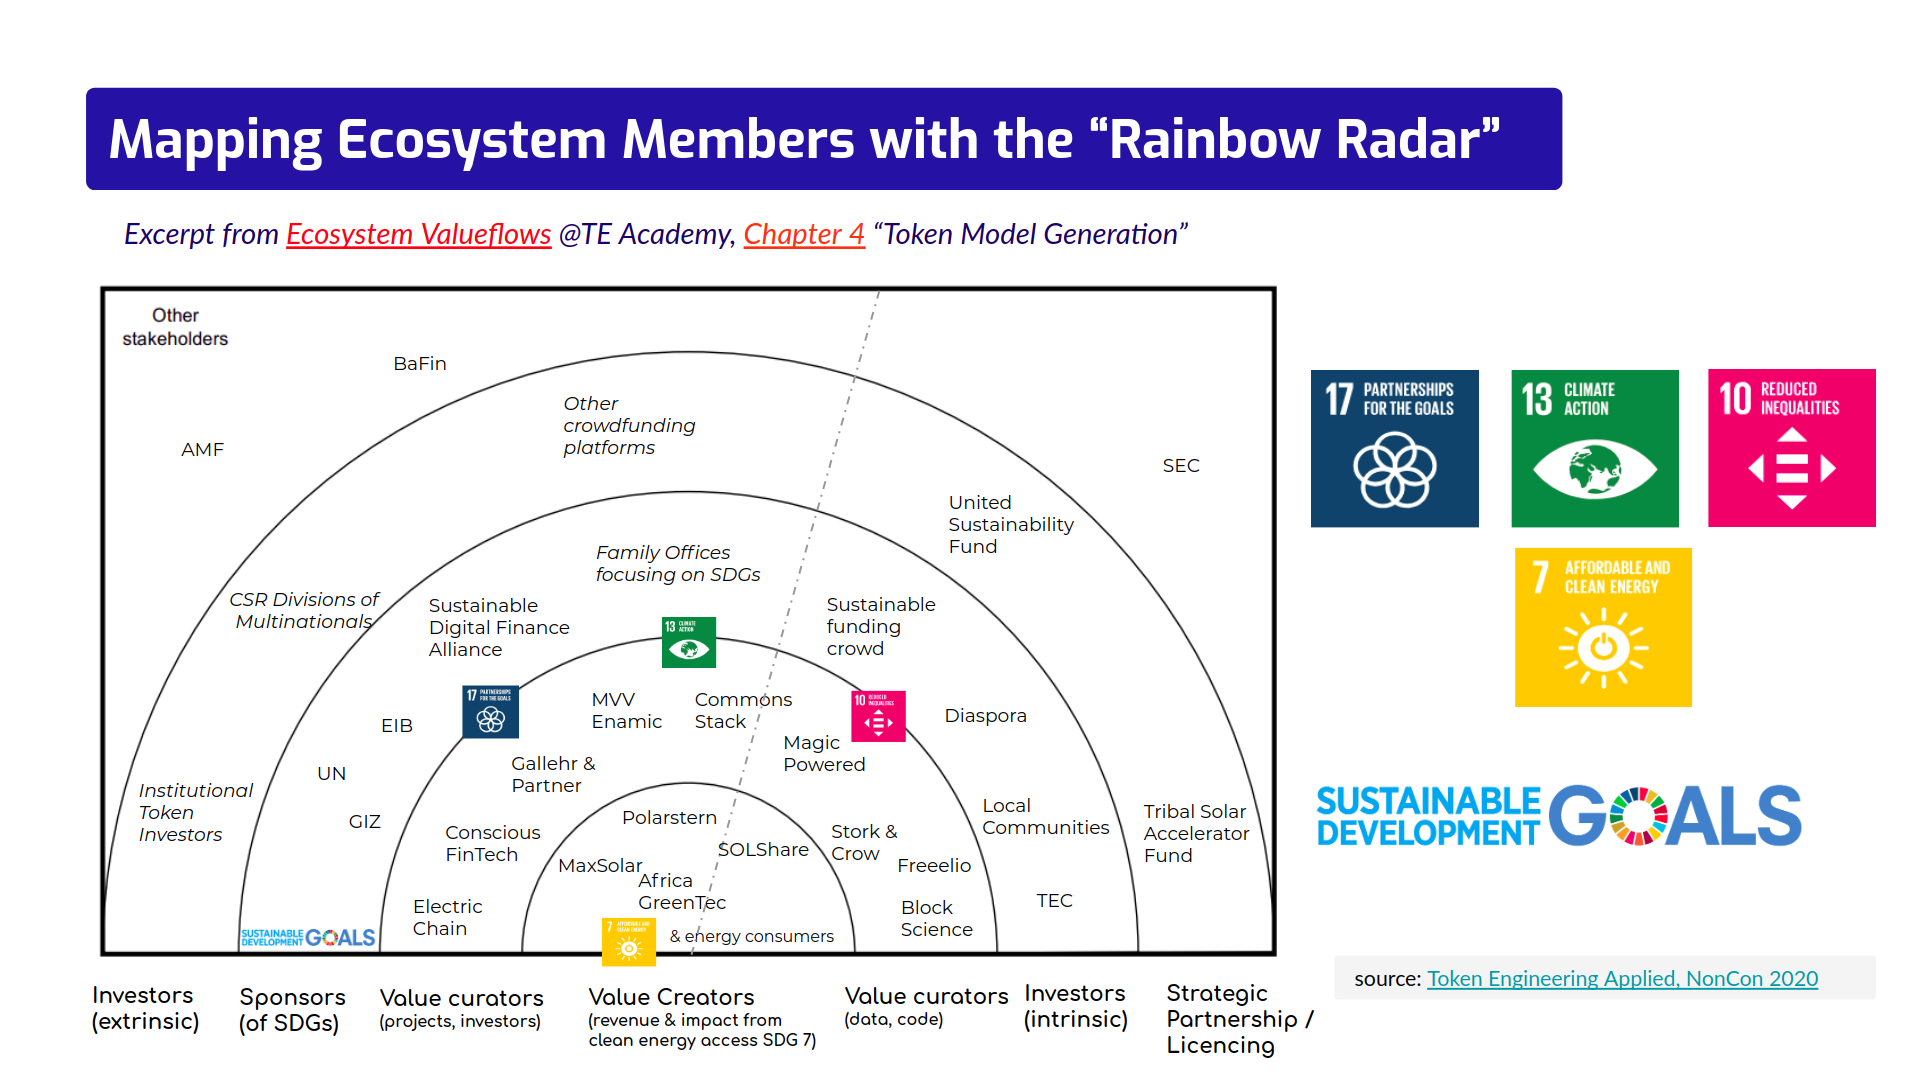 Mapping Ecosystem Members with the “Rainbow Radar”
Excerpt from Ecosystem Valueflows @TE Academy, Chapter 4 “Token Model Generation”
Other
stakeholders
BaFin
AMF
SEC
Other
crowdfunding
platforms
United
Sustainability
Fund
CSR Divisions of
Multinationals
Institutional
Token
Investors
Tribal Solar
Accelerator
Fund
Family Offices
focusing on SDGs
Sustainable
Digital Finance
Alliance
Sustainable
funding
crowd
EIB
UN
GIZ
Diaspora
Local
Communities
TEC
SUSTAINABLE
DEVELOPMENT
GOALS
13 CLIMATE
ACTION
17 PARTNERSHIPS
FOR THE GOALS
10 REDUCED
INEQUALITIES
MVV
Enamic
Commons
Stack
Magic
Powered
Gallehr &
Partner
Conscious
FinTech
Electric
Chain
Stork &
Crow
Freeelio
Block
Science
Polarstern
SOLShare
MaxSolar
Africa
GreenTec
7 AFFORDABLE AND
CLEAN ENERGY
& energy consumers
Investors
(extrinsic)
Sponsors
(of SDGs)
Value curators
(projects, investors)
Value Creators
(revenue & impact from
clean energy access SDG 7)
Value curators
(data, code)
Investors
(intrinsic)
Strategic
Partnership /
Licencing
17 PARTNERSHIPS
FOR THE GOALS
13 CLIMATE
ACTION
10 REDUCED
INEQUALITIES
7 AFFORDABLE AND
CLEAN ENERGY
SUSTAINABLE
DEVELOPMENT
GOALS
source: Token Engineering Applied, NonCon 2020